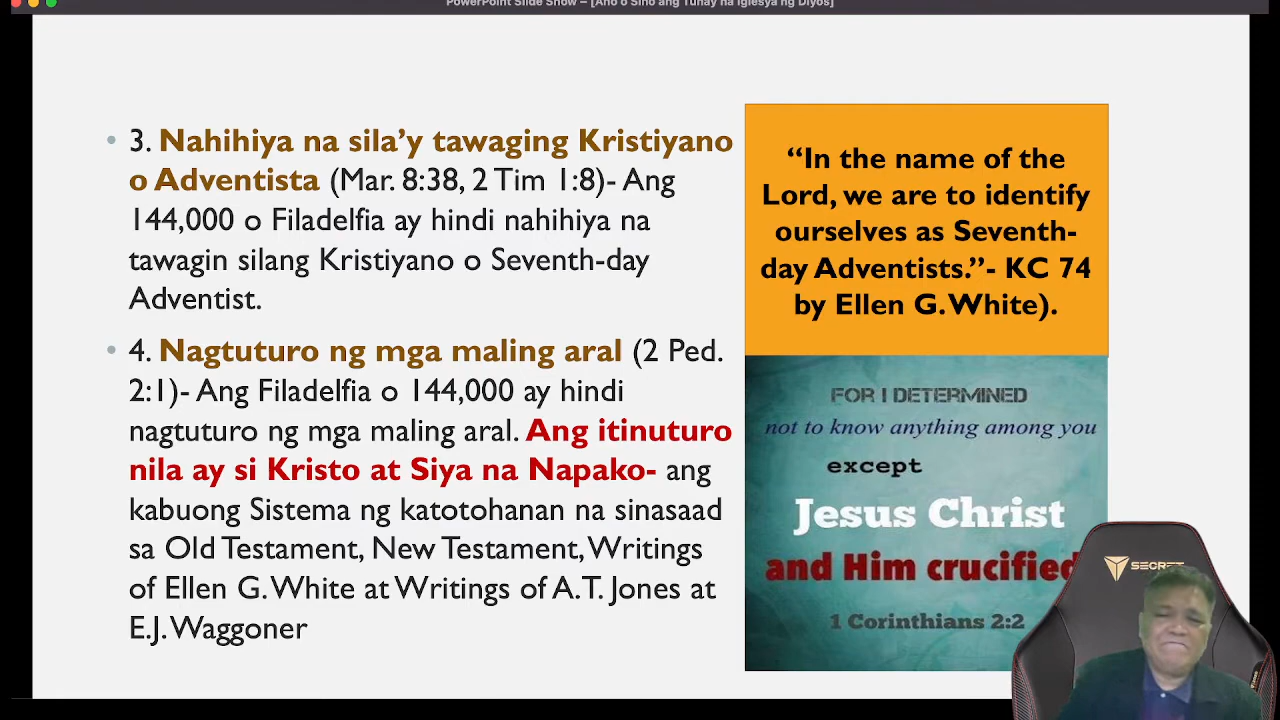 PowerPoint Slide Show – [Ano o Sino ang Tunay na Iglesya ng Diyos]
• 3. Nahihiya na sila’y tawaging Kristiyano
o Adventista (Mar. 8:38, 2 Tim 1:8)- Ang
144,000 o Filadelfia ay hindi nahihiya na
tawagin silang Kristiyano o Seventh-day
Adventist.
• 4. Nagtuturo ng mga maling aral (2 Ped.
2:1)- Ang Filadelfia o 144,000 ay hindi
nagtuturo ng mga maling aral. Ang itinuturo
nila ay si Kristo at Siya na Napako- ang
kabuong Sistema ng katotohanan na sinasaad
sa Old Testament, New Testament, Writings
of Ellen G. White at Writings of A.T. Jones at
E.J. Waggoner
“In the name of the
Lord, we are to identify
ourselves as Seventh-
day Adventists.”- KC 74
by Ellen G. White).
FOR I DETERMINED
not to know anything among you
except
Jesus Christ
and Him crucified
1 Corinthians 2:2